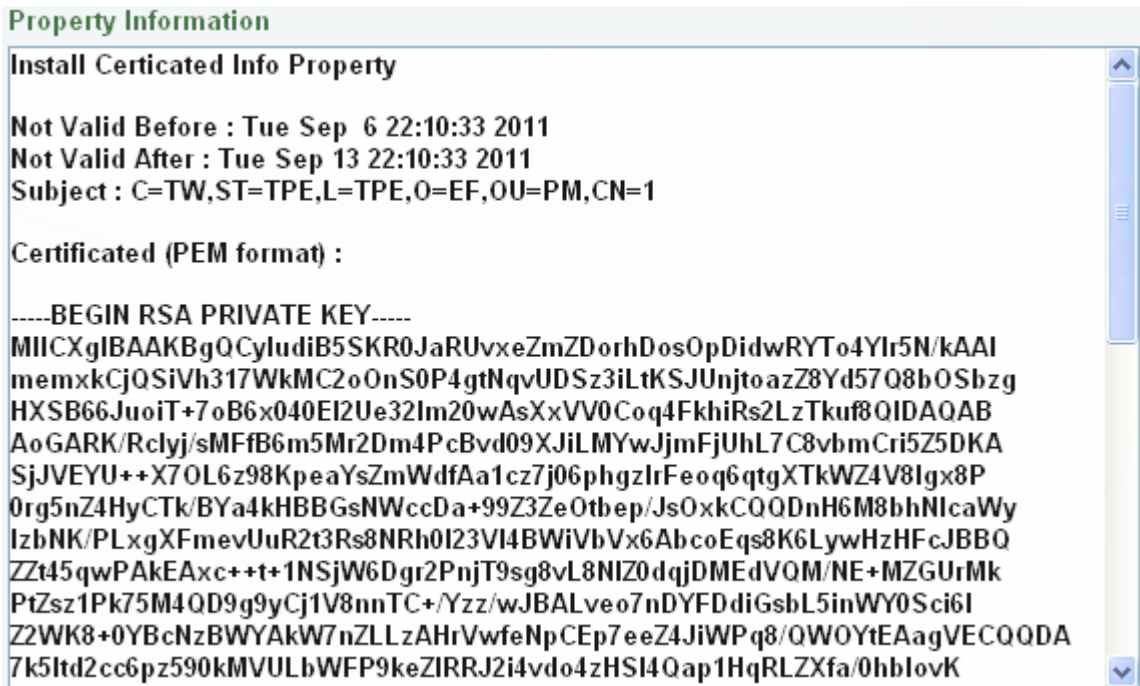 Property Information
Install Certicated Info Property
Not Valid Before : Tue Sep  6 22:10:33 2011
Not Valid After : Tue Sep 13 22:10:33 2011
Subject : C=TW,ST=TPE,L=TPE,O=EF,OU=PM,CN=1
Certificated (PEM format) :
-----BEGIN RSA PRIVATE KEY-----
MIICXgIBAAKBgQCyIudiB5SKR0JaRUvxeZmZDorhDosOpDidwRYTo4YIr5N/kAAI
memxkCjQSiVh317WkMC2oOnS0P4gtNqvUDSz3iLtKSJUnjtoazZ8Yd57Q8bOSbzg
HXSB66JuoiT+7oB6x040EI2Ue32Im20wAsXxVV0Coq4FkhiRs2LzTkuf8QIDAQAB
AoGARK/RcIyj/sMFfB6m5Mr2Dm4PcBvd09XJiLMYwJjmFjUhL7C8vbmCri5Z5DKA
SjJVEYU++X7OL6z98KpeaYsZmWdfAa1cz7j06phgzIrFeoq6qtgXTkWZ4V8Igx8P
0rg5nZ4HyCTk/BYa4kHBBGsNWccDa+99Z3ZeOtbep/JsOxkCQQDnH6M8bhNIcaWy
IzbNK/PLxgXFmevUuR2t3Rs8NRh0I23VI4BWiVbVx6AbcoEqs8K6LywHzHFcJBBQ
ZZt45qwPAkEAxc++t+1NSjW6Dgr2PnjT9sg8vL8NIZ0dqjDMEdVQM/NE+MZGUrMk
PtZsz1Pk75M4QD9g9yCj1V8nnTC+/Yzz/wJBALveo7nDYFDdiGsbL5inWY0Sci6I
Z2WK8+0YBcNzBWYAkW7nZLLzAHrVwfeNpCEp7eeZ4JiWPq8/QWOYtEAagVECQQDA
7k5Itd2cc6pz590kMVULbWFP9keZIRRJ2i4vdo4zHSI4Qap1HqRLZXfa/0hbIovK